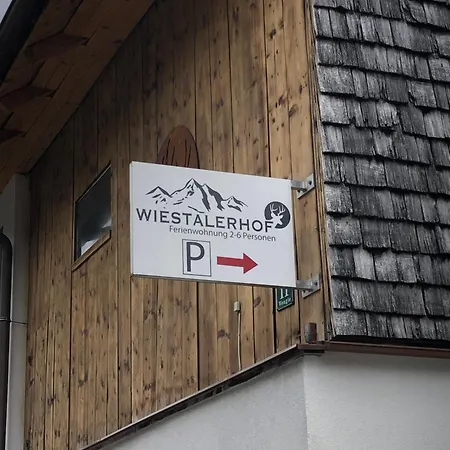 WIESTALERHOF
Ferienwohnung 2-6 Personen
P